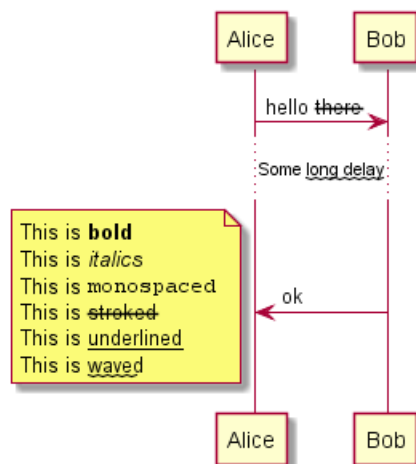 Alice Bob
hello there
Some long delay
This is bold
This is italics
This is monospaced
This is stroked
This is underlined
This is waved
ok
Alice Bob